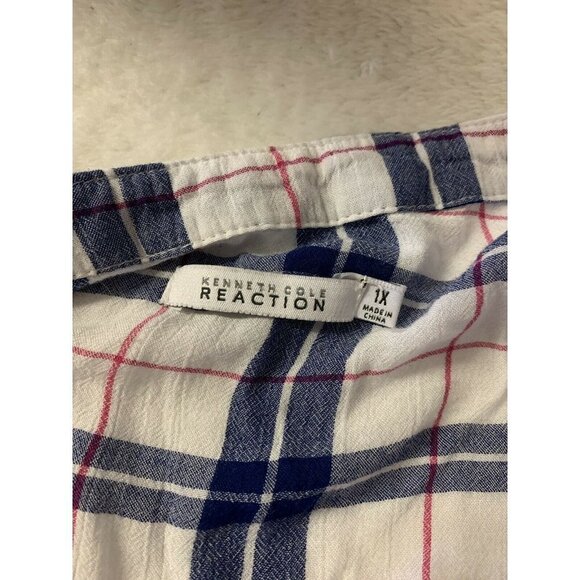 KENNETH COLE
REACTION
1X
MADE IN
CHINA